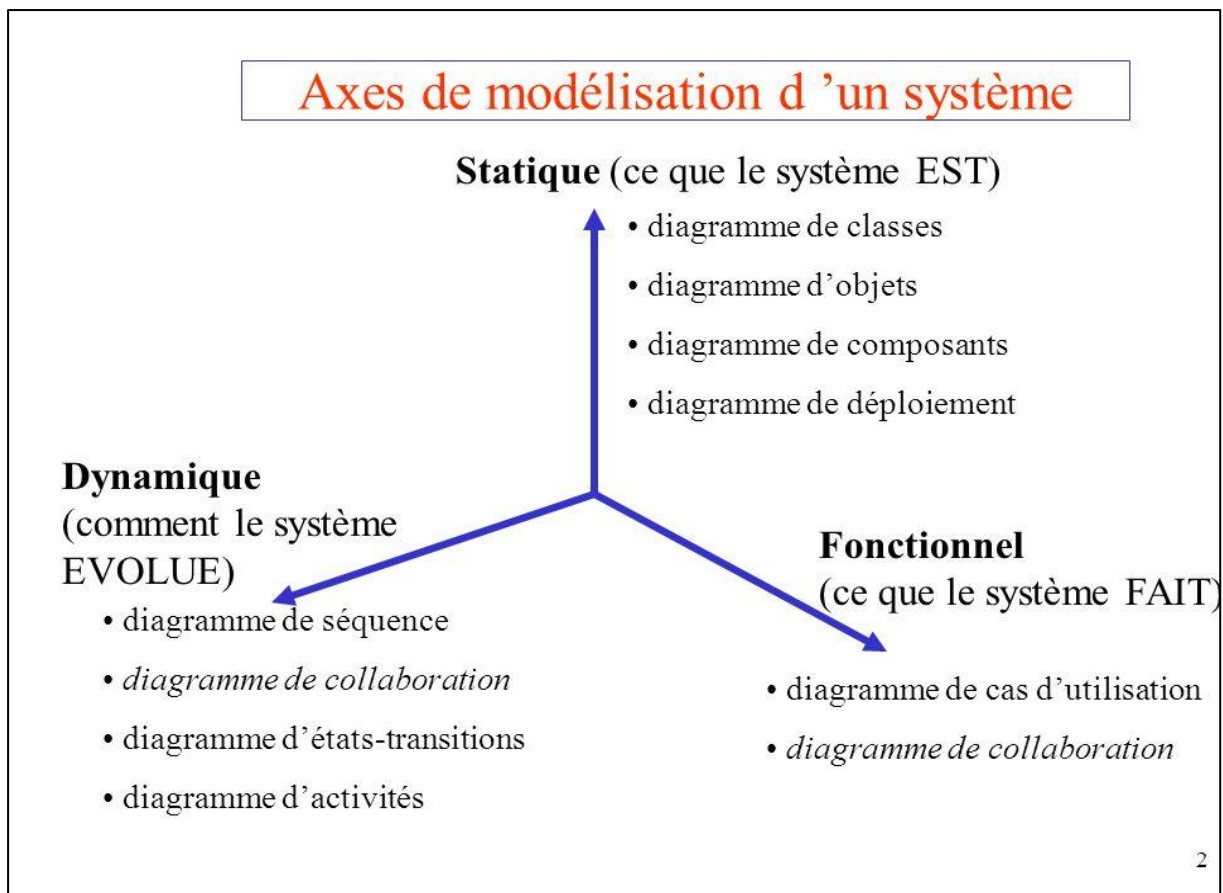 Axes de modélisation d ’un système
Statique (ce que le système EST)
• diagramme de classes
• diagramme d’objets
• diagramme de composants
• diagramme de déploiement
Dynamique
(comment le système
EVOLUE)
• diagramme de séquence
• diagramme de collaboration
• diagramme d’états-transitions
• diagramme d’activités
Fonctionnel
(ce que le système FAIT)
• diagramme de cas d’utilisation
• diagramme de collaboration
2